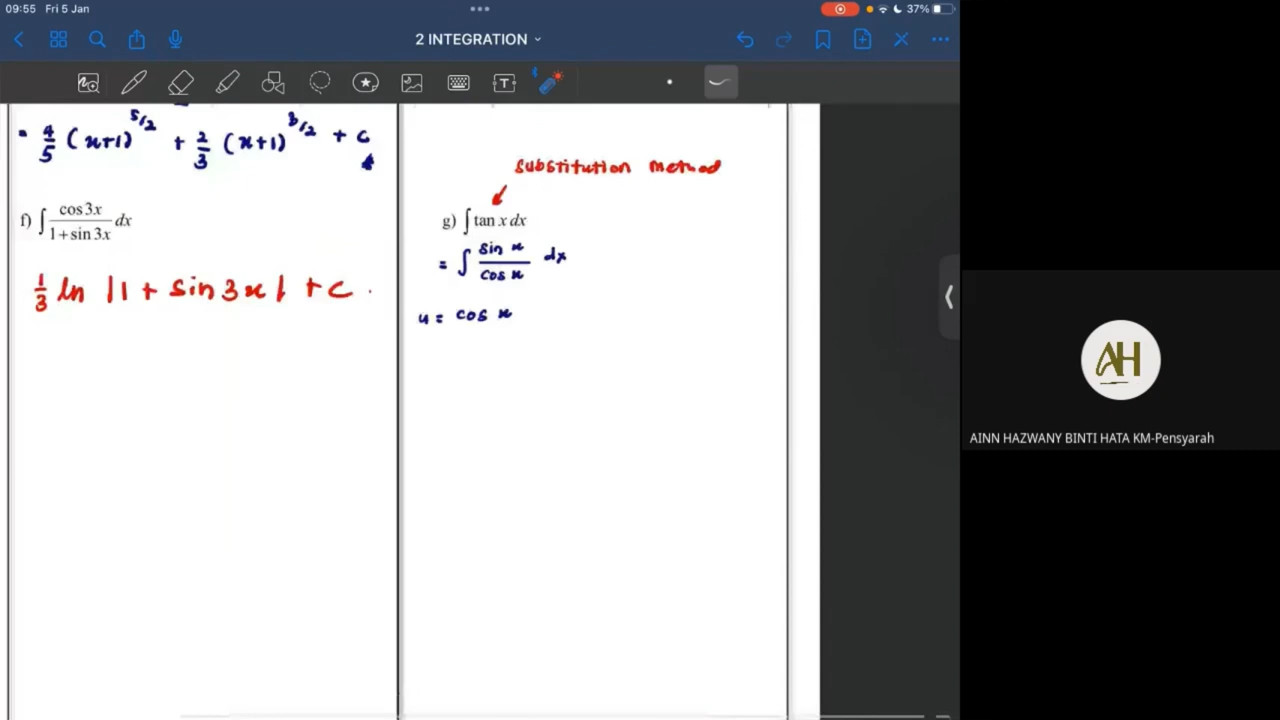 09:55 Fri 5 Jan
37%
2 INTEGRATION
= 4/5 (x+1)^5/2 + 2/3 (x+1)^3/2 + c
f) ∫ cos 3x / 1 + sin 3x dx
1/3 ln |1 + sin 3x| + c .
substitution method
g) ∫ tan x dx
= ∫ sin x / cos x dx
u = cos x
AH
AINN HAZWANY BINTI HATA KM-Pensyarah